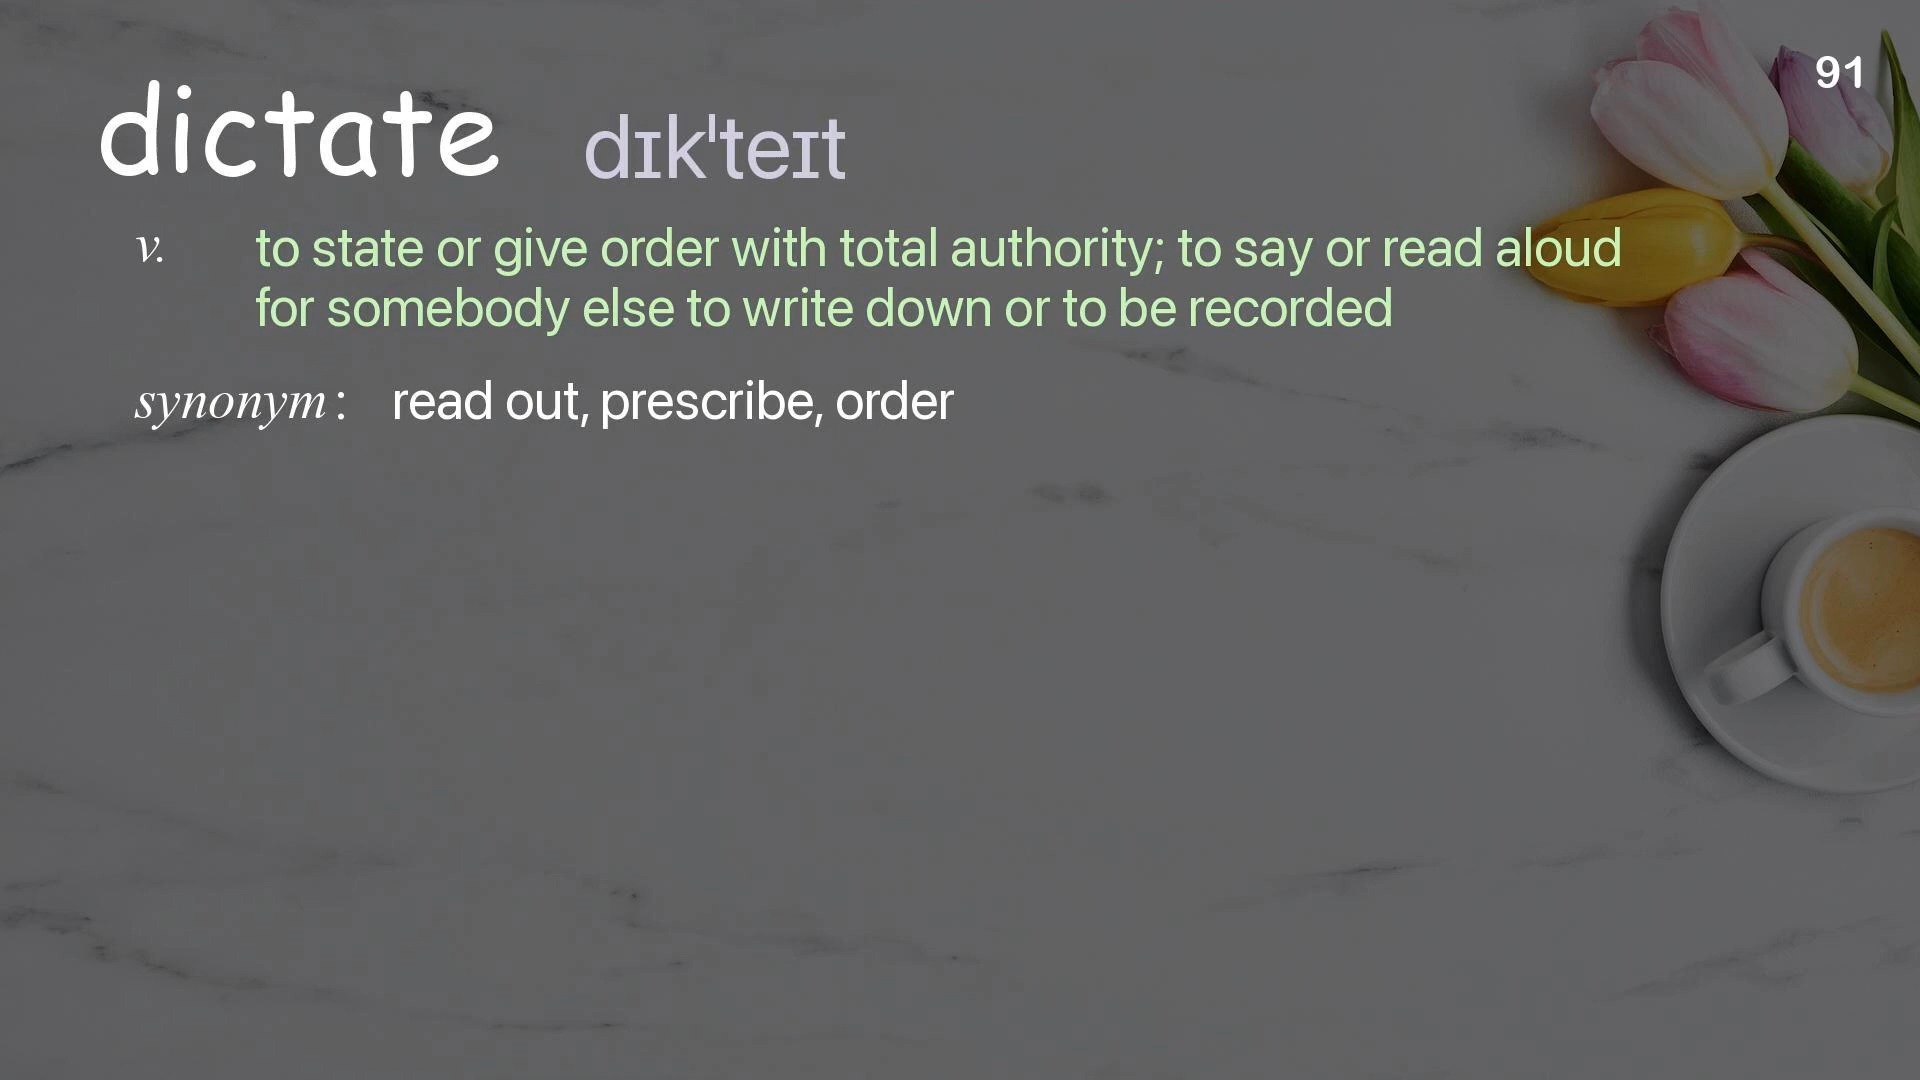 91
dictate dɪk'teɪt
v. to state or give order with total authority; to say or read aloud
for somebody else to write down or to be recorded
synonym: read out, prescribe, order